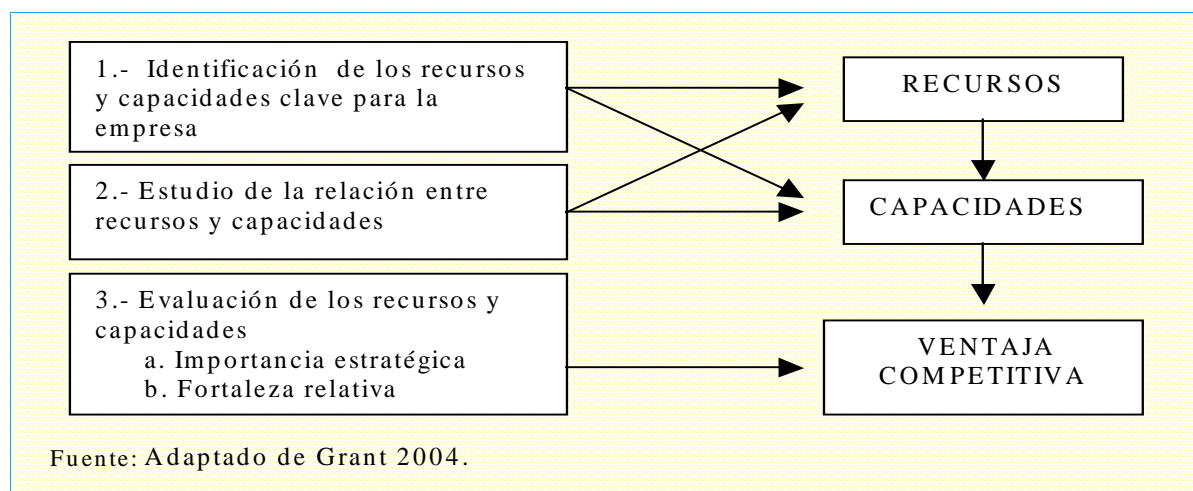 1.- Identificación de los recursos
y capacidades clave para la
empresa
2.- Estudio de la relación entre
recursos y capacidades
3.- Evaluación de los recursos y
capacidades
a. Importancia estratégica
b. Fortaleza relativa
RECURSOS
CAPACIDADES
VENTAJA
COMPETITIVA
Fuente: Adaptado de Grant 2004.